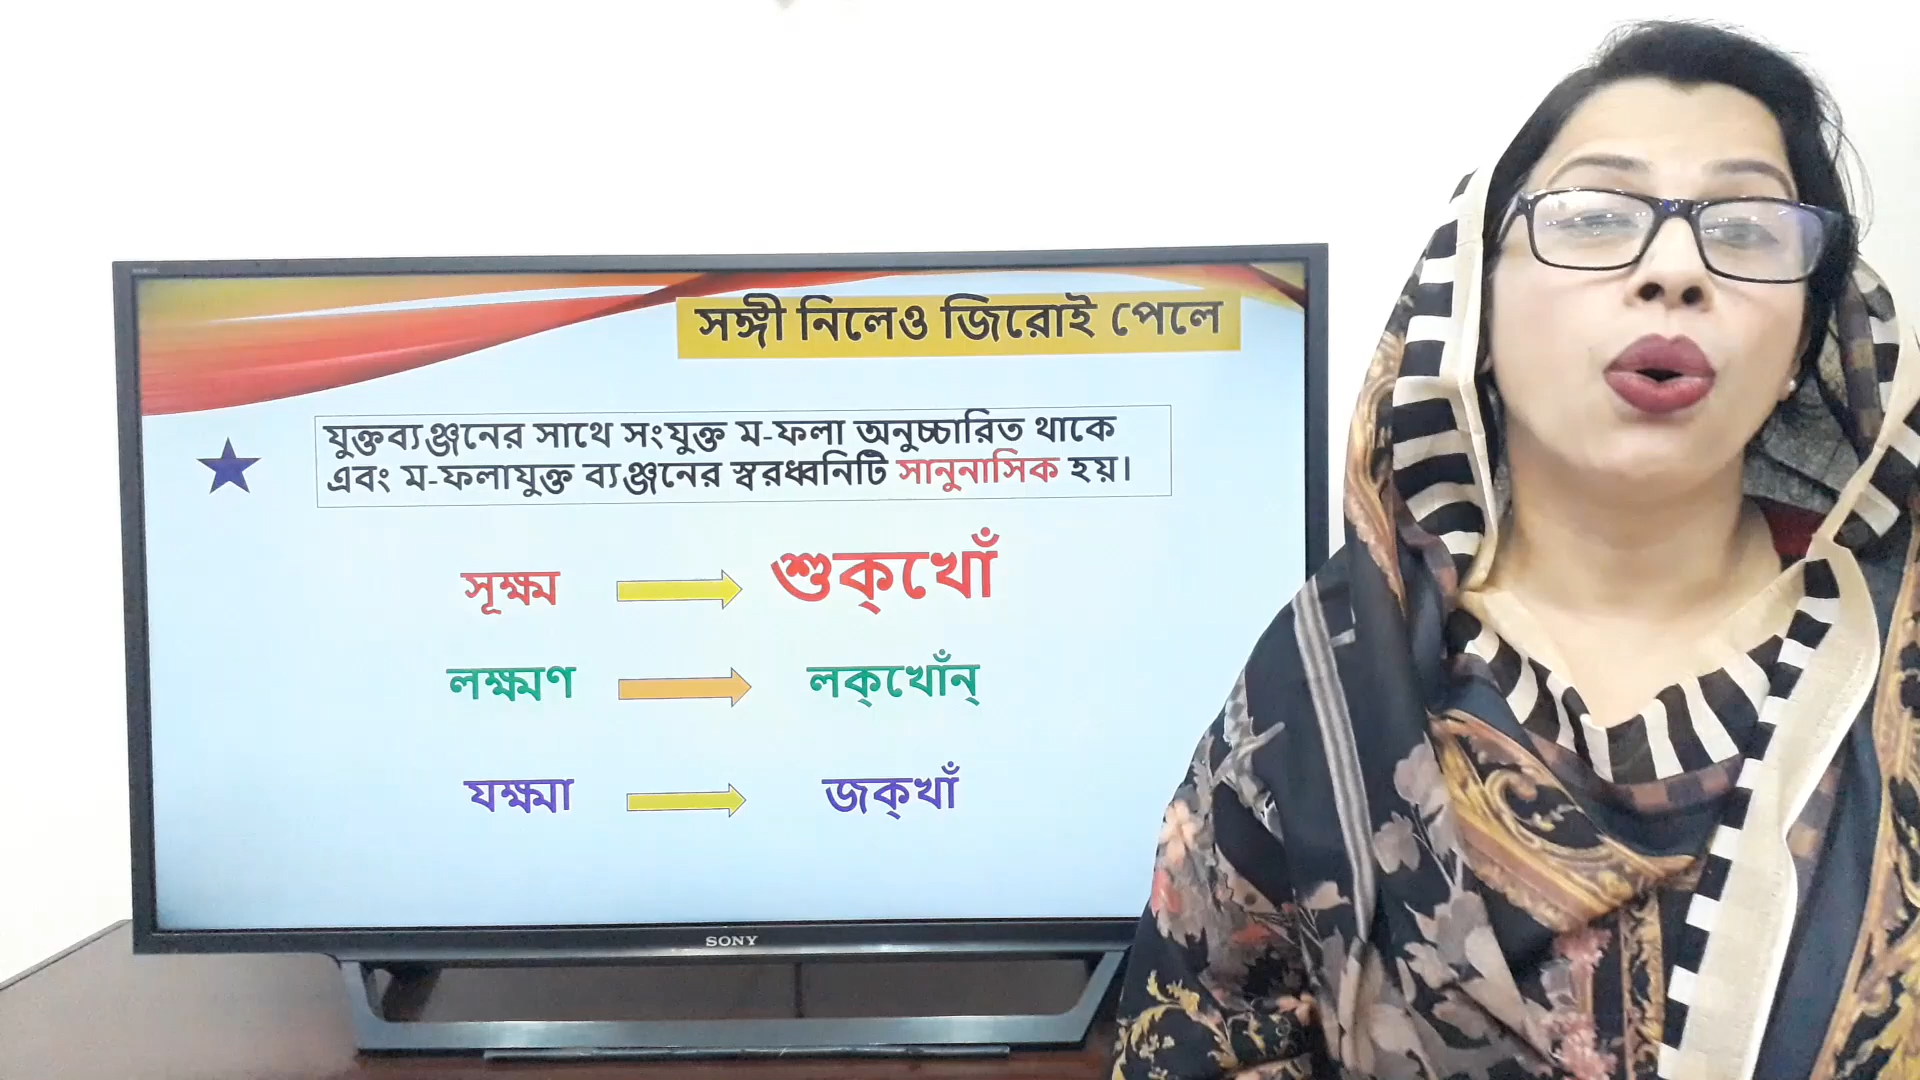 সঙ্গী নিলেও জিরোই পেলে
যুক্তব্যঞ্জনের সাথে সংযুক্ত ম-ফলা অনুচ্চারিত থাকে
এবং ম-ফলাযুক্ত ব্যঞ্জনের স্বরধ্বনিটি সানুনাসিক হয়।
সূক্ষ্ম শুক্‌খোঁ
লক্ষ্মণ লক্‌খোঁন্
যক্ষ্মা জক্‌খাঁ
SONY